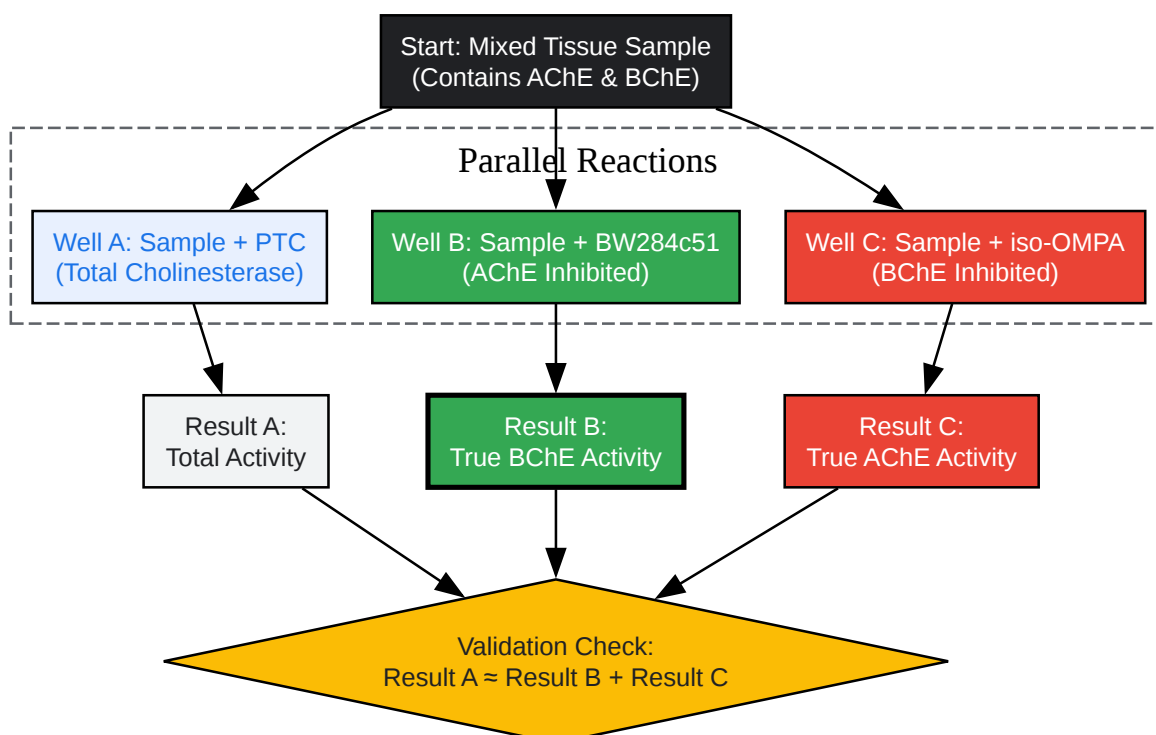 Start: Mixed Tissue Sample
(Contains AChE & BChE)
Parallel Reactions
Well A: Sample + PTC
(Total Cholinesterase)
Well B: Sample + BW284c51
(AChE Inhibited)
Well C: Sample + iso-OMPA
(BChE Inhibited)
Result A:
Total Activity
Result B:
True BChE Activity
Result C:
True AChE Activity
Validation Check:
Result A ≈ Result B + Result C